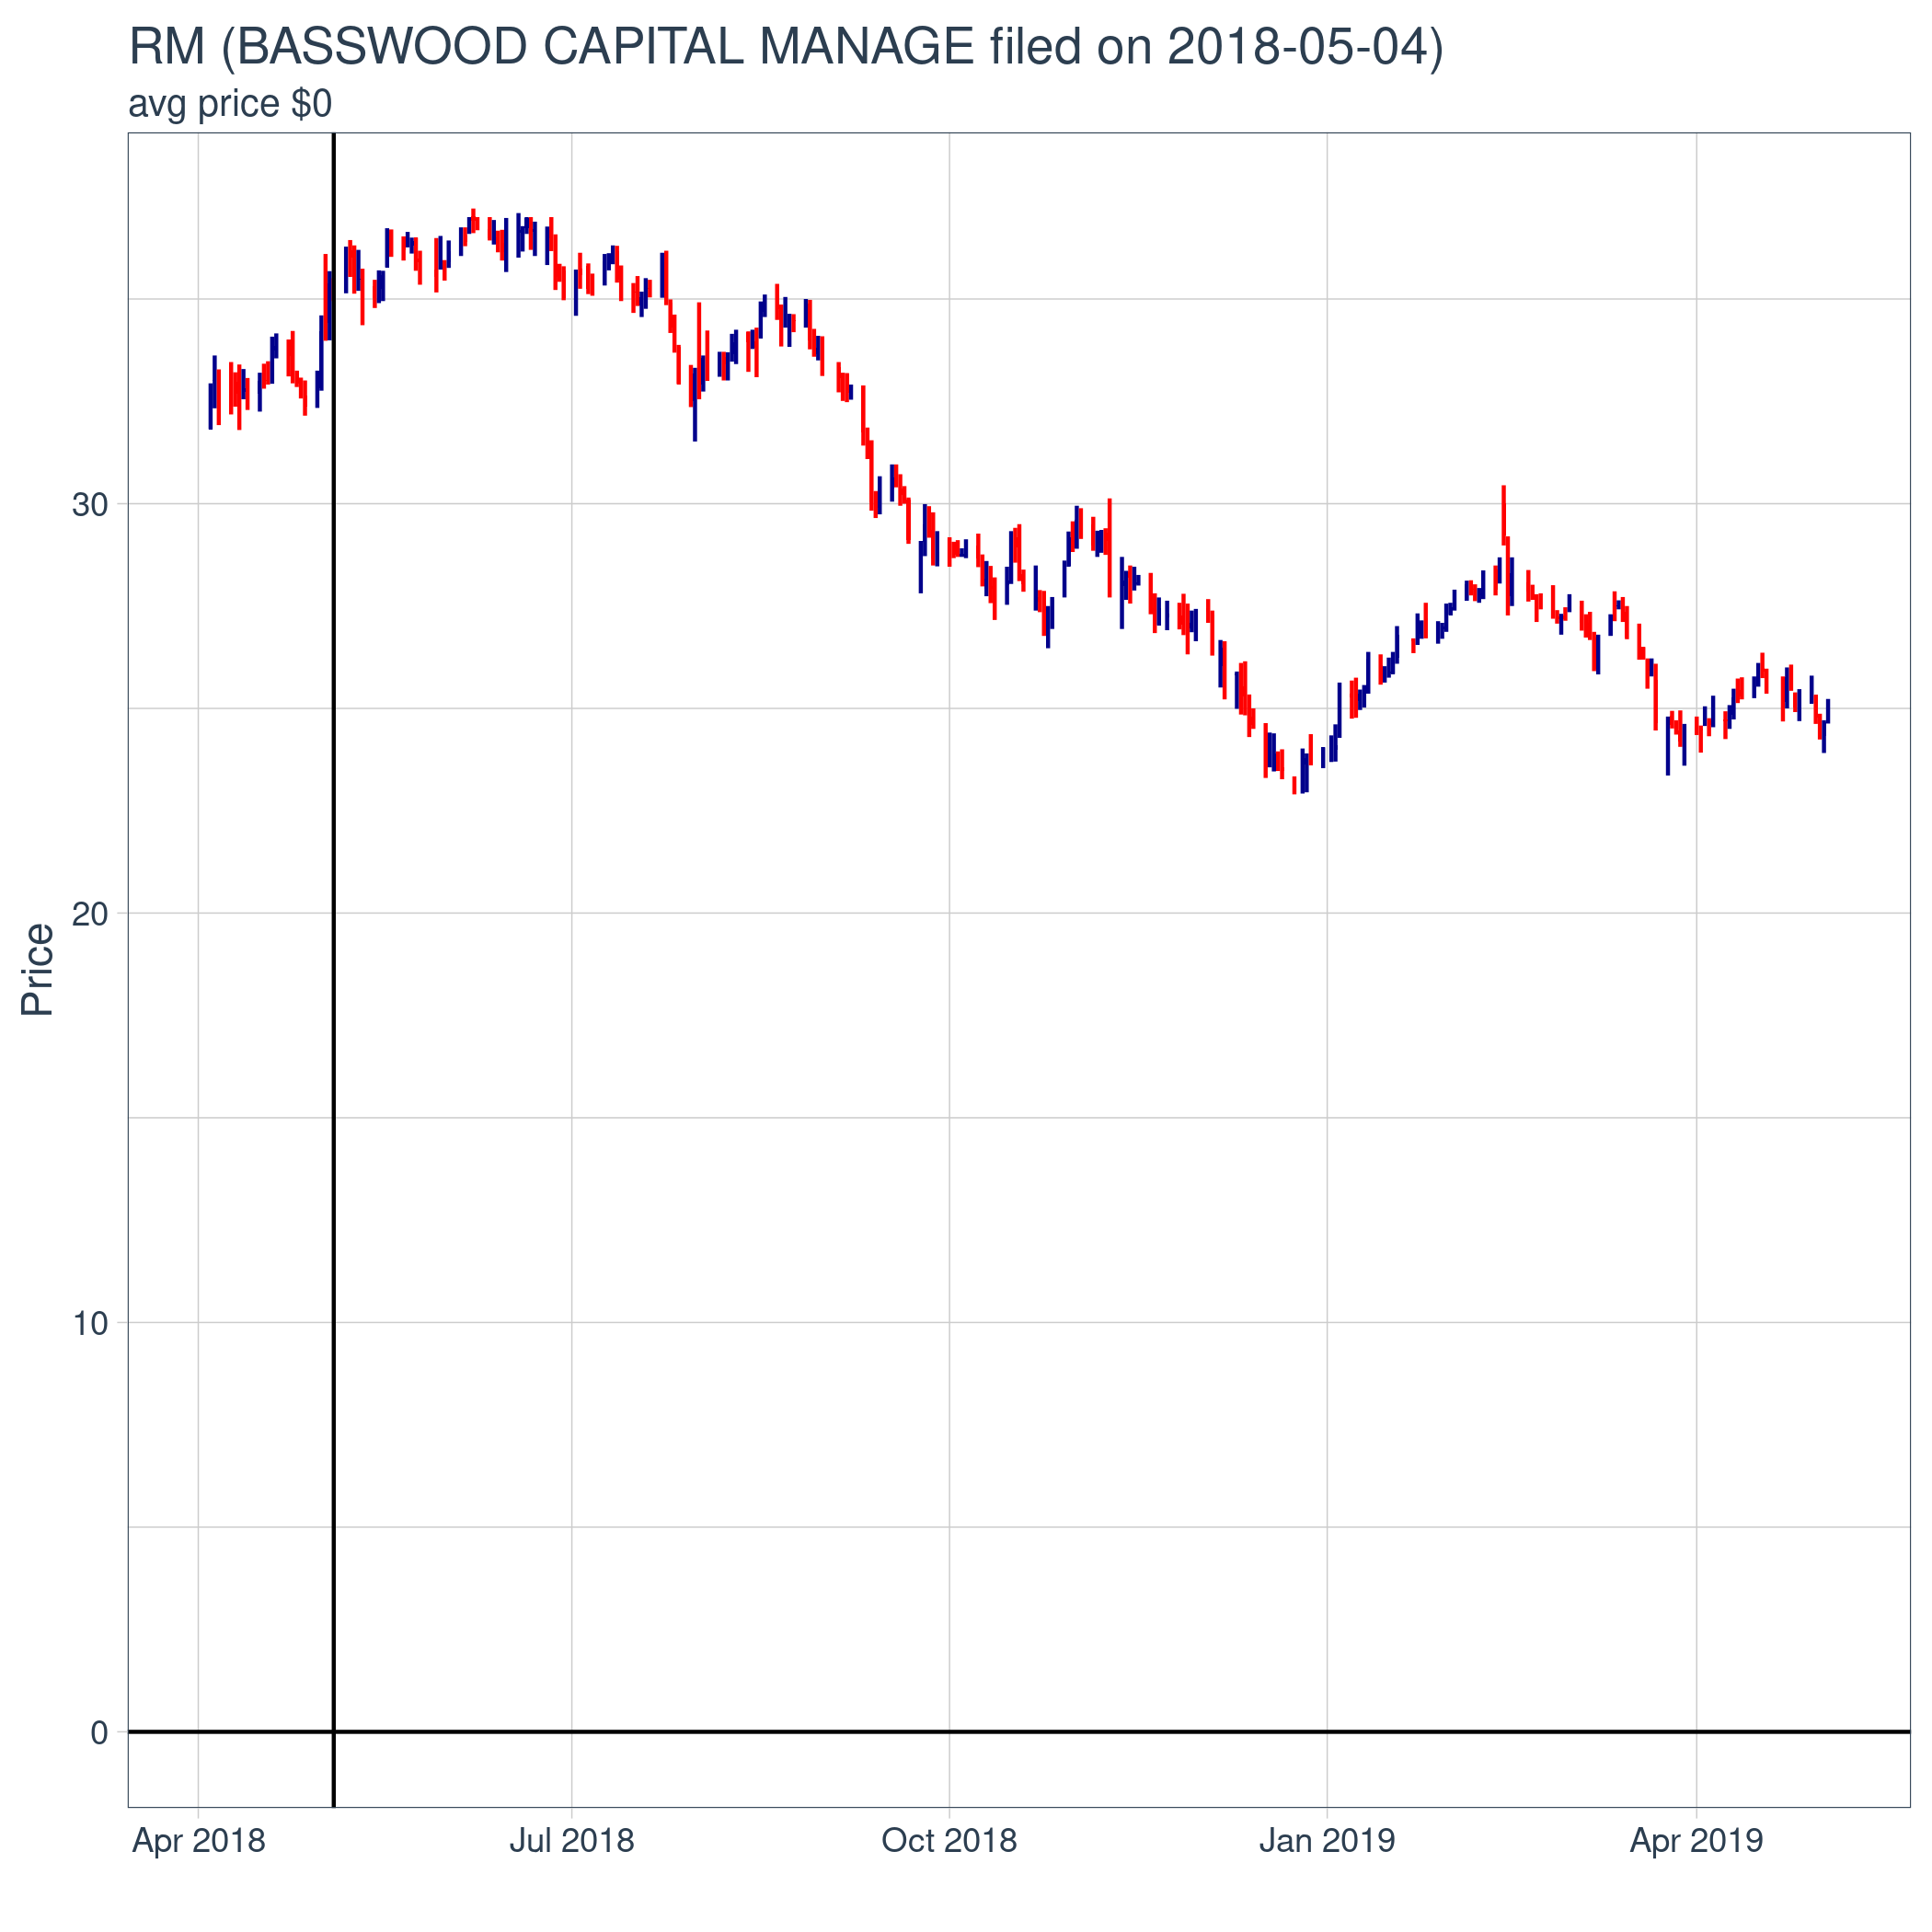 RM (BASSWOOD CAPITAL MANAGE filed on 2018-05-04)
avg price $0
Price
30
20
10
0
Apr 2018
Jul 2018
Oct 2018
Jan 2019
Apr 2019